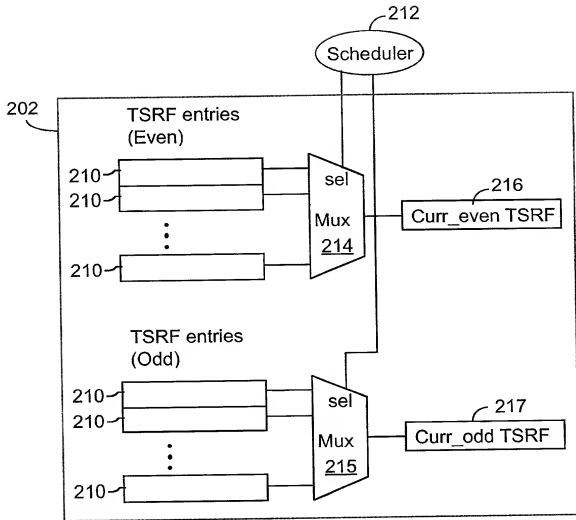 212
Scheduler
202
TSRF entries
(Even)
210
210
210
sel
Mux
214
216
Curr_even TSRF
TSRF entries
(Odd)
210
210
210
sel
Mux
215
217
Curr_odd TSRF